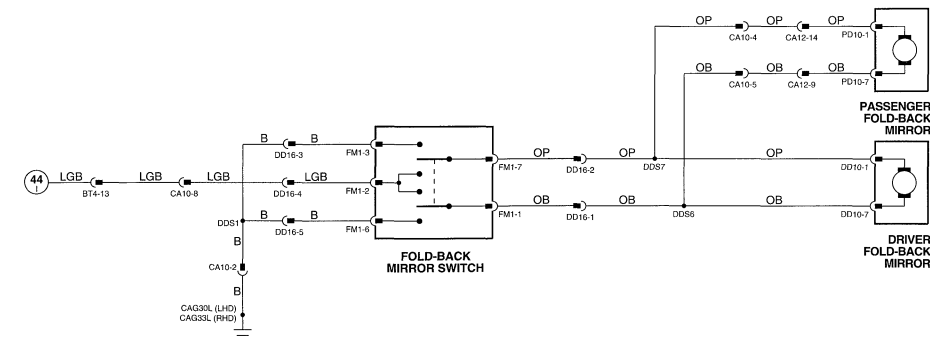 OP OP OP
CA10-4 CA12-14 PD10-1
OB OB OB
CA10-5 CA12-9 PD10-7
PASSENGER
FOLD-BACK
MIRROR
B B
DD16-3 FM1-3
OP OP OP
FM1-7 DD16-2 DDS7 DD10-1
44
I
LGB LGB LGB LGB
BT4-13 CA10-8 DD16-4 FM1-2
OB OB OB
FM1-1 DD16-1 DDS6 DD10-7
B B
DDS1 DD16-5 FM1-6
B
DRIVER
FOLD-BACK
MIRROR
FOLD-BACK
MIRROR SWITCH
CA10-2
B
CAG30L (LHD)
CAG33L (RHD)